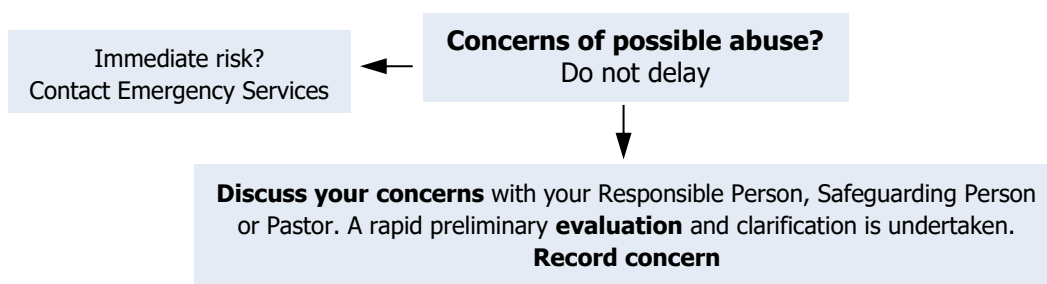 Concerns of possible abuse?
Do not delay
Immediate risk?
Contact Emergency Services
Discuss your concerns with your Responsible Person, Safeguarding Person
or Pastor. A rapid preliminary evaluation and clarification is undertaken.
Record concern